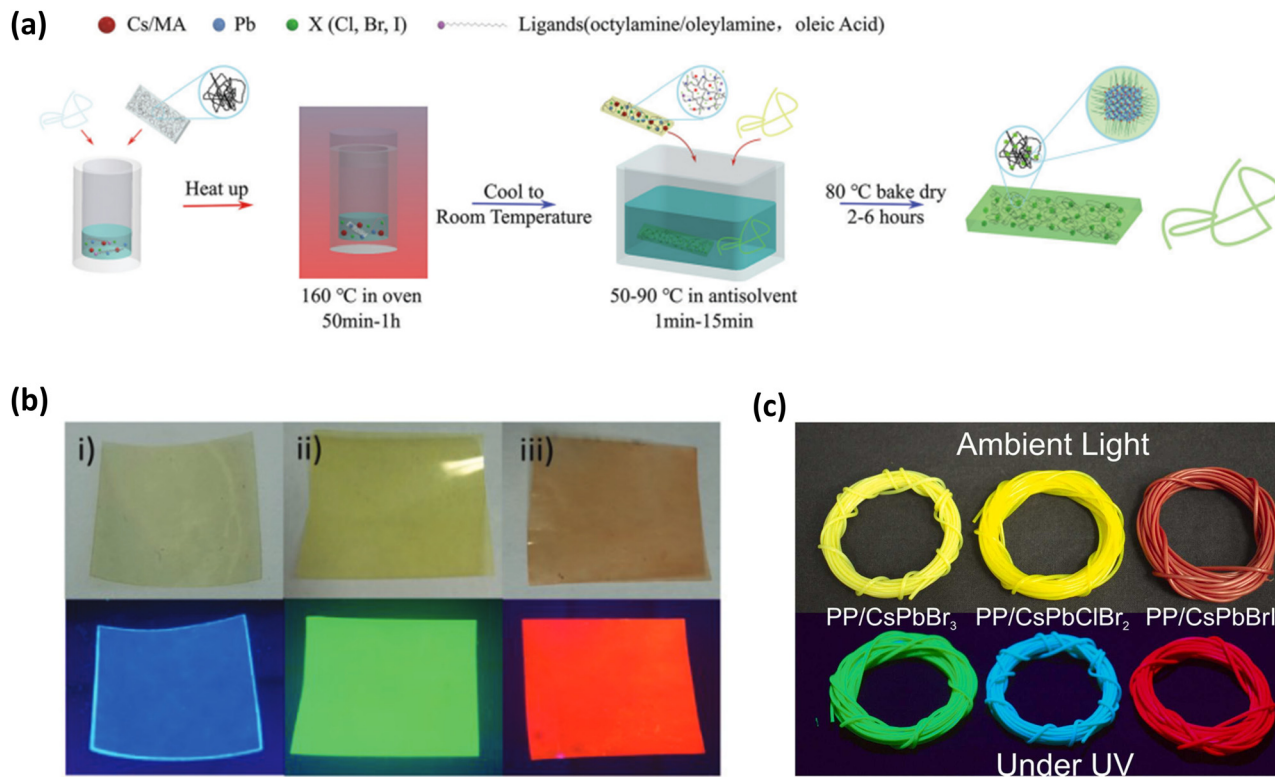 (a)
Cs/MA
Pb
X (Cl, Br, I)
Ligands(octylamine/oleylamine，oleic Acid)
Heat up
160 ℃ in oven
50min-1h
Cool to
Room Temperature
50-90 ℃ in antisolvent
1min-15min
80 ℃ bake dry
2-6 hours
(b)
i)
ii)
iii)
(c)
Ambient Light
PP/CsPbBr₃ PP/CsPbClBr₂ PP/CsPbBrI
Under UV